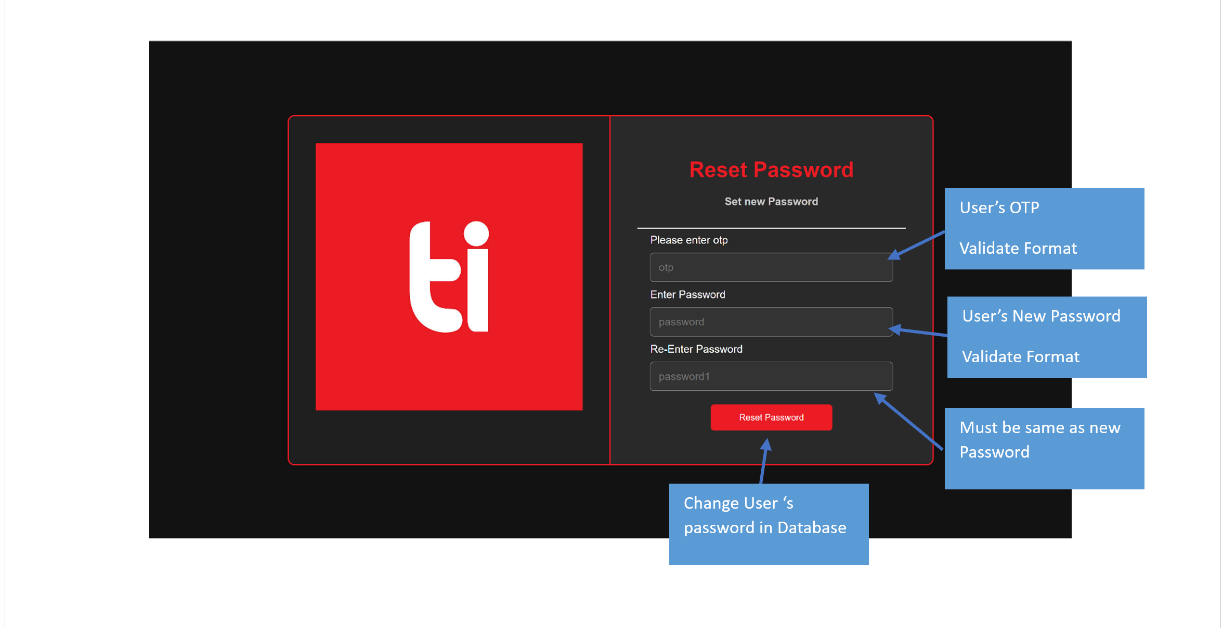 ti
Reset Password
Set new Password
Please enter otp
otp
Enter Password
password
Re-Enter Password
password1
Reset Password
User’s OTP
Validate Format
User’s New Password
Validate Format
Must be same as new
Password
Change User ‘s
password in Database